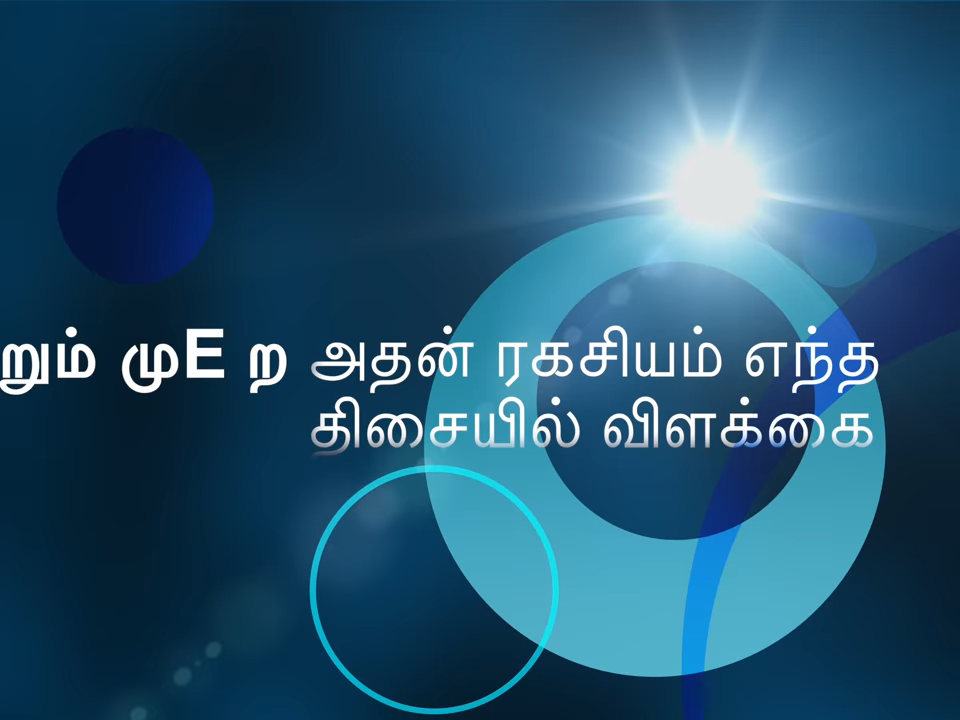 றும் முE ற அதன் ரகசியம் எந்த
திசையில் விளக்கை